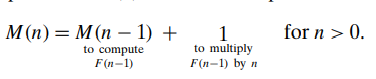 M(n) = M(n − 1) + 1 for n > 0.
to compute to multiply
F(n−1) F(n−1) by n